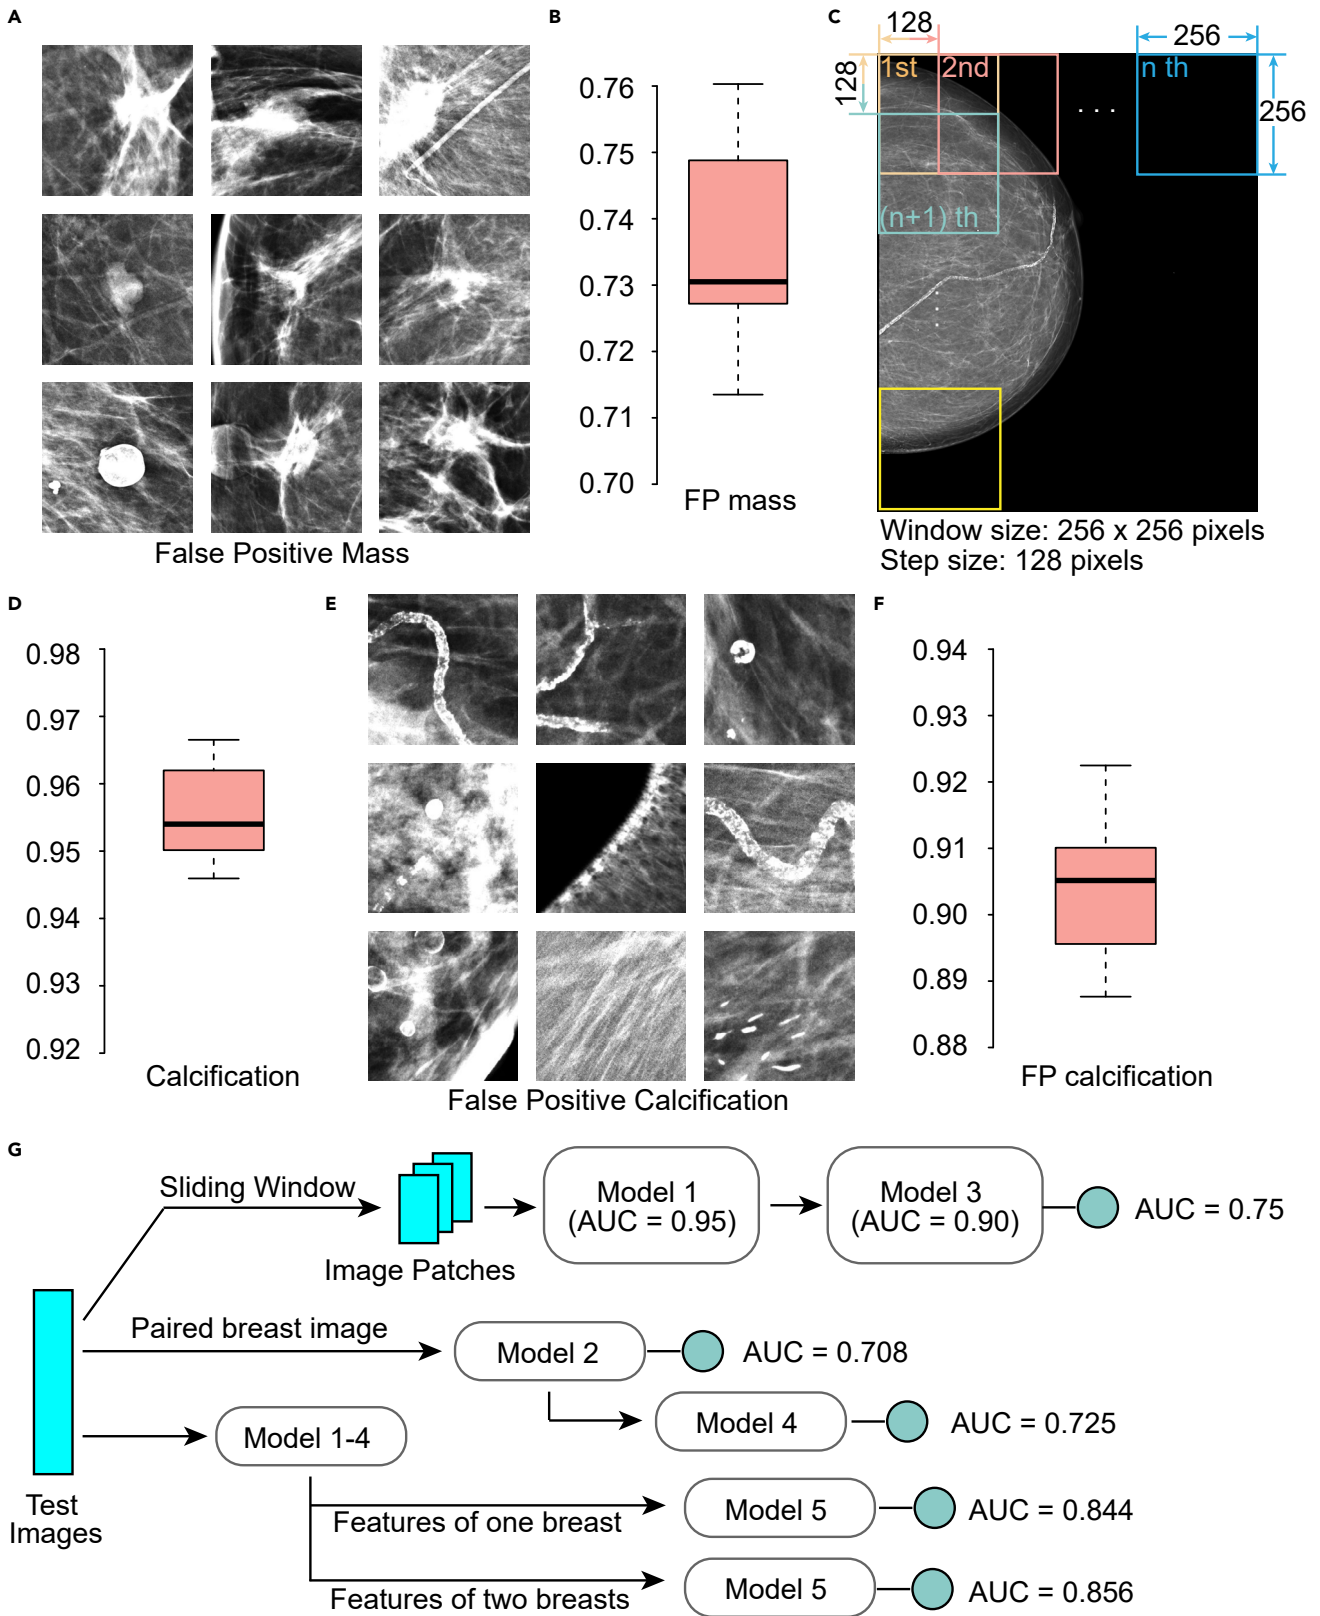 A
False Positive Mass
B
0.76
0.75
0.74
0.73
0.72
0.71
0.70
FP mass
C
128
256
128
1st
2nd
n th
. . .
256
(n+1) th
Window size: 256 x 256 pixels
Step size: 128 pixels
D
0.98
0.97
0.96
0.95
0.94
0.93
0.92
Calcification
E
False Positive Calcification
F
0.94
0.93
0.92
0.91
0.90
0.89
0.88
FP calcification
G
Sliding Window
Image Patches
Model 1
(AUC = 0.95)
Model 3
(AUC = 0.90)
AUC = 0.75
Paired breast image
Model 2
AUC = 0.708
Model 4
AUC = 0.725
Model 1-4
Test
Images
Features of one breast
Model 5
AUC = 0.844
Features of two breasts
Model 5
AUC = 0.856